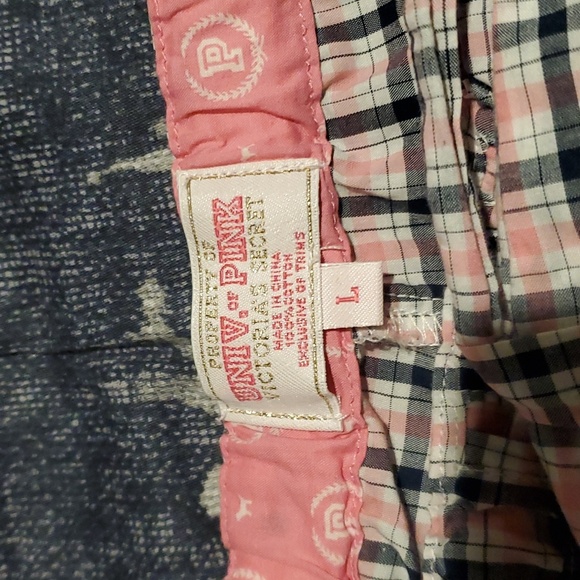 P
PROPERTY OF
UNIV. OF PINK
VICTORIA'S SECRET
MADE IN CHINA
100% COTTON
EXCLUSIVE OF TRIMS
L
P